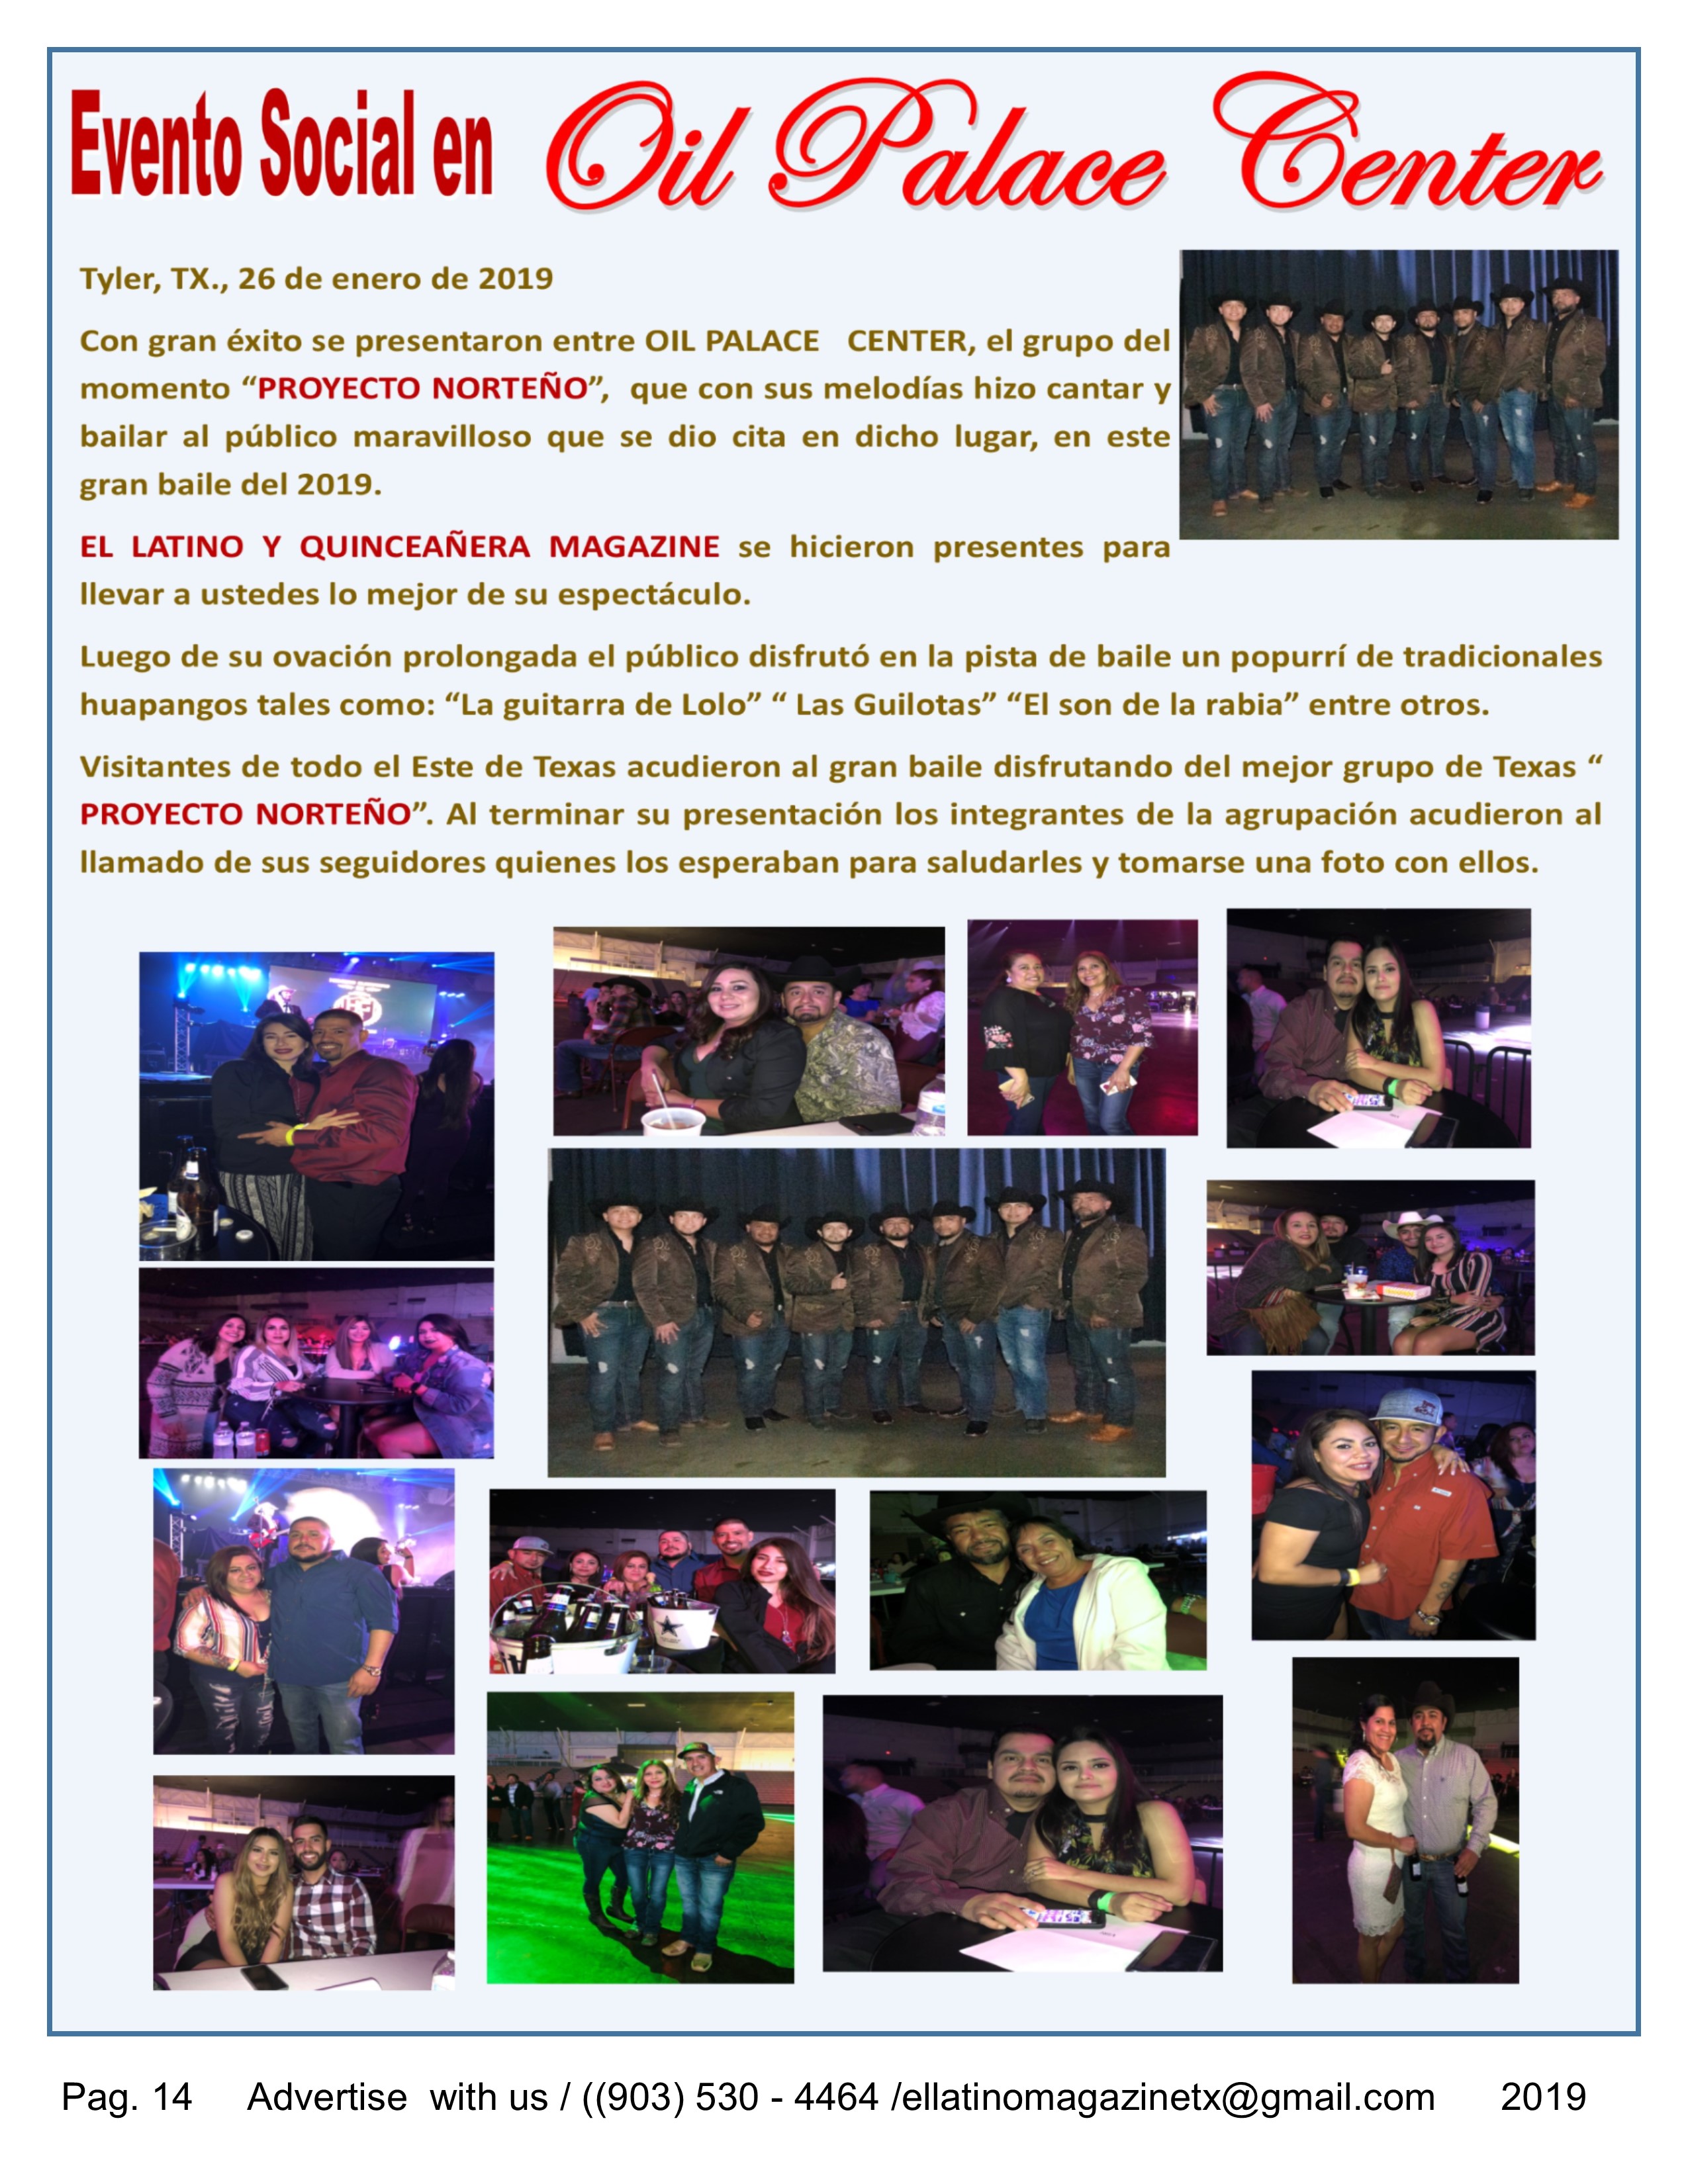 Evento Social en Oil Palace Center
Tyler, TX., 26 de enero de 2019
Con gran éxito se presentaron entre OIL PALACE CENTER, el grupo del
momento “PROYECTO NORTEÑO”, que con sus melodías hizo cantar y
bailar al público maravilloso que se dio cita en dicho lugar, en este
gran baile del 2019.
EL LATINO Y QUINCEAÑERA MAGAZINE se hicieron presentes para
llevar a ustedes lo mejor de su espectáculo.
Luego de su ovación prolongada el público disfrutó en la pista de baile un popurrí de tradicionales
huapangos tales como: “La guitarra de Lolo” “ Las Guilotas” “El son de la rabia” entre otros.
Visitantes de todo el Este de Texas acudieron al gran baile disfrutando del mejor grupo de Texas “
PROYECTO NORTEÑO”. Al terminar su presentación los integrantes de la agrupación acudieron al
llamado de sus seguidores quienes los esperaban para saludarles y tomarse una foto con ellos.
Pag. 14 Advertise with us / ((903) 530 - 4464 /ellatinomagazinetx@gmail.com 2019